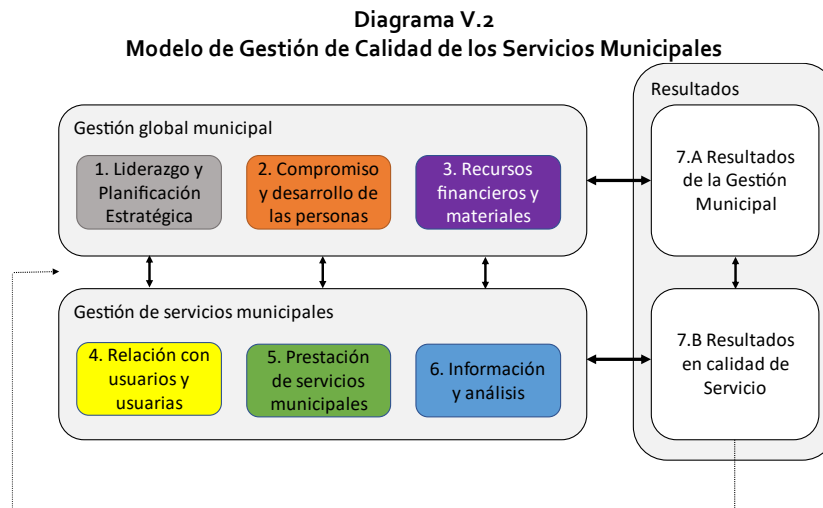 Diagrama V.2
Modelo de Gestión de Calidad de los Servicios Municipales
Gestión global municipal
1. Liderazgo y
Planificación
Estratégica
2. Compromiso
y desarrollo de
las personas
3. Recursos
financieros y
materiales
Gestión de servicios municipales
4. Relación con
usuarios y
usuarias
5. Prestación
de servicios
municipales
6. Información
y análisis
Resultados
7.A Resultados
de la Gestión
Municipal
7.B Resultados
en calidad de
Servicio